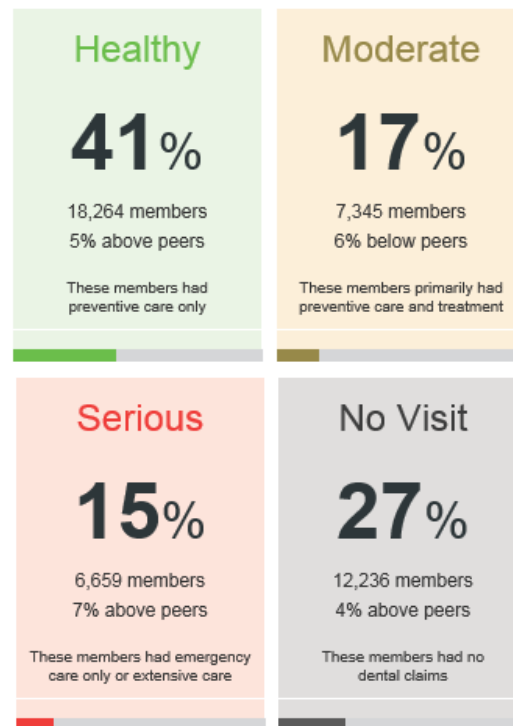 Healthy
41%
18,264 members
5% above peers
These members had
preventive care only
Moderate
17%
7,345 members
6% below peers
These members primarily had
preventive care and treatment
Serious
15%
6,659 members
7% above peers
These members had emergency
care only or extensive care
No Visit
27%
12,236 members
4% above peers
These members had no
dental claims